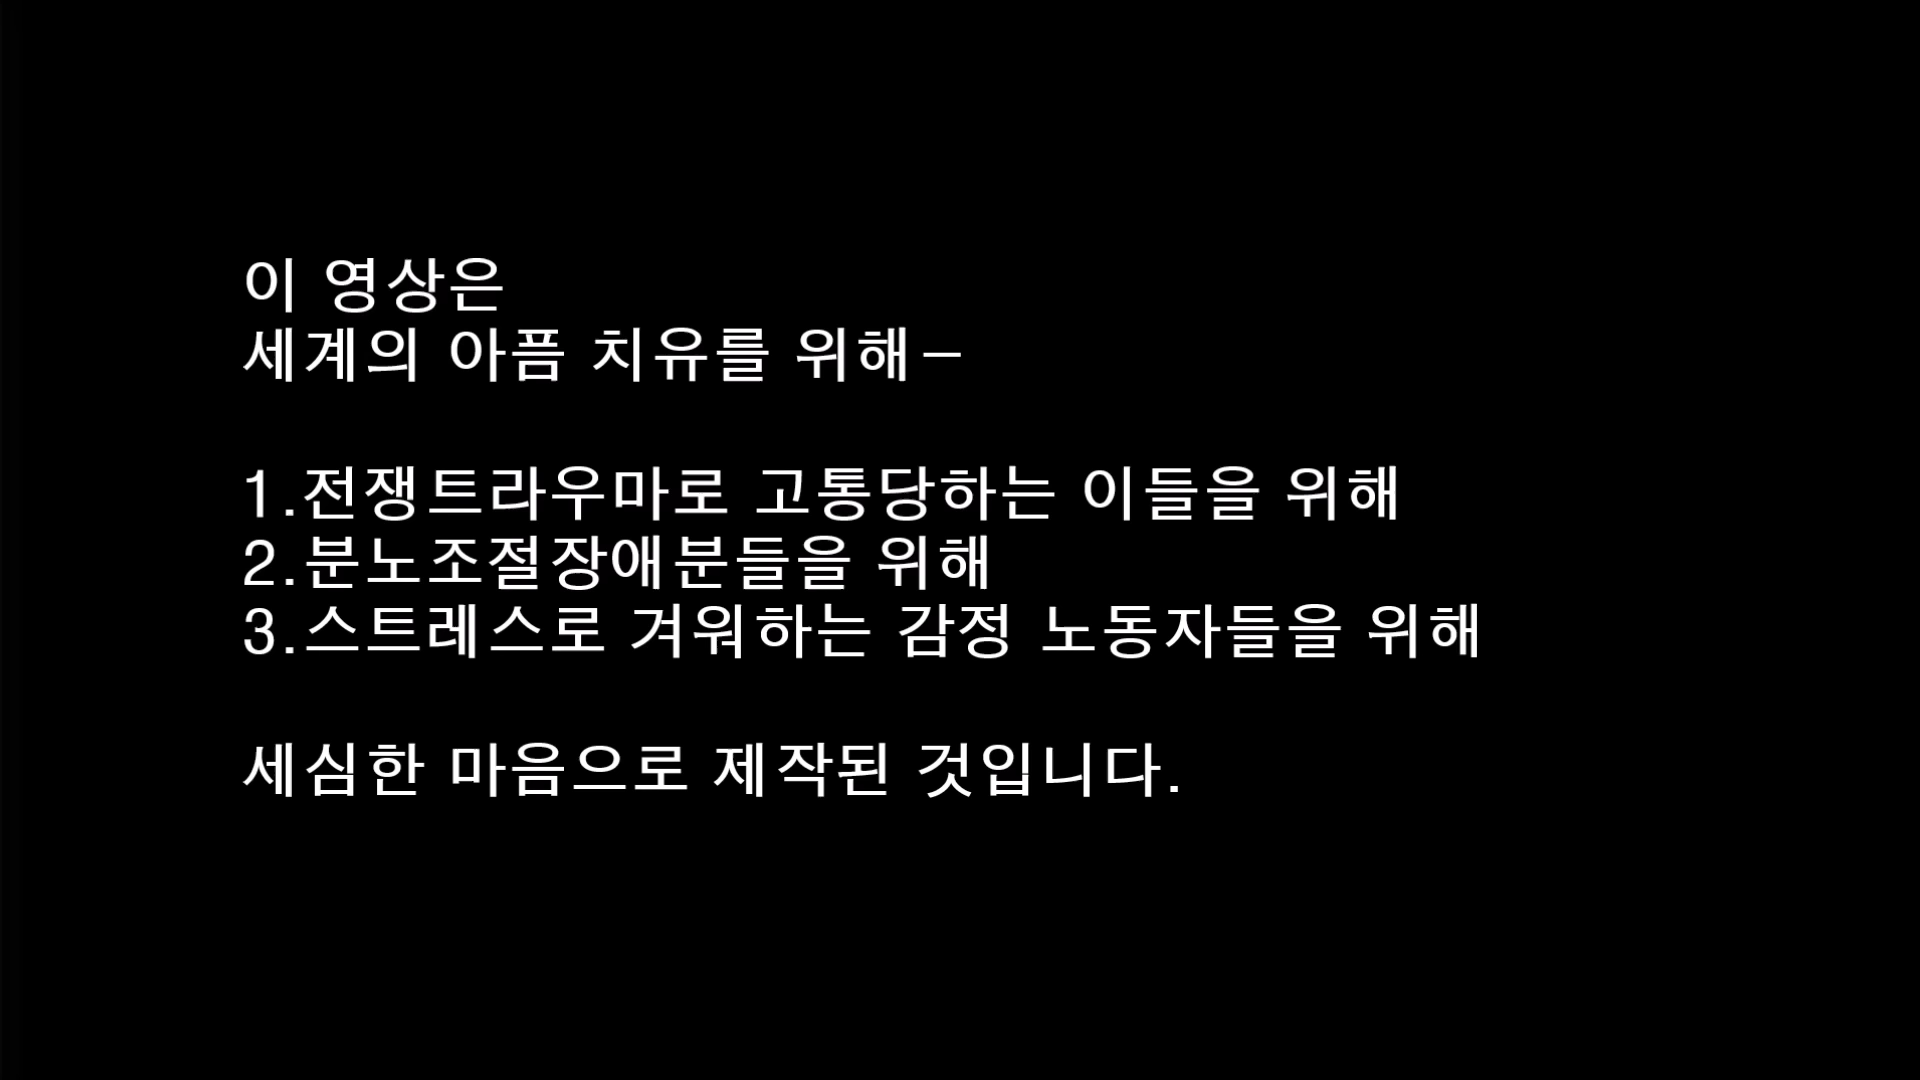 이 영상은
세계의 아픔 치유를 위해-
1.전쟁트라우마로 고통당하는 이들을 위해
2.분노조절장애분들을 위해
3.스트레스로 겨워하는 감정 노동자들을 위해
세심한 마음으로 제작된 것입니다.